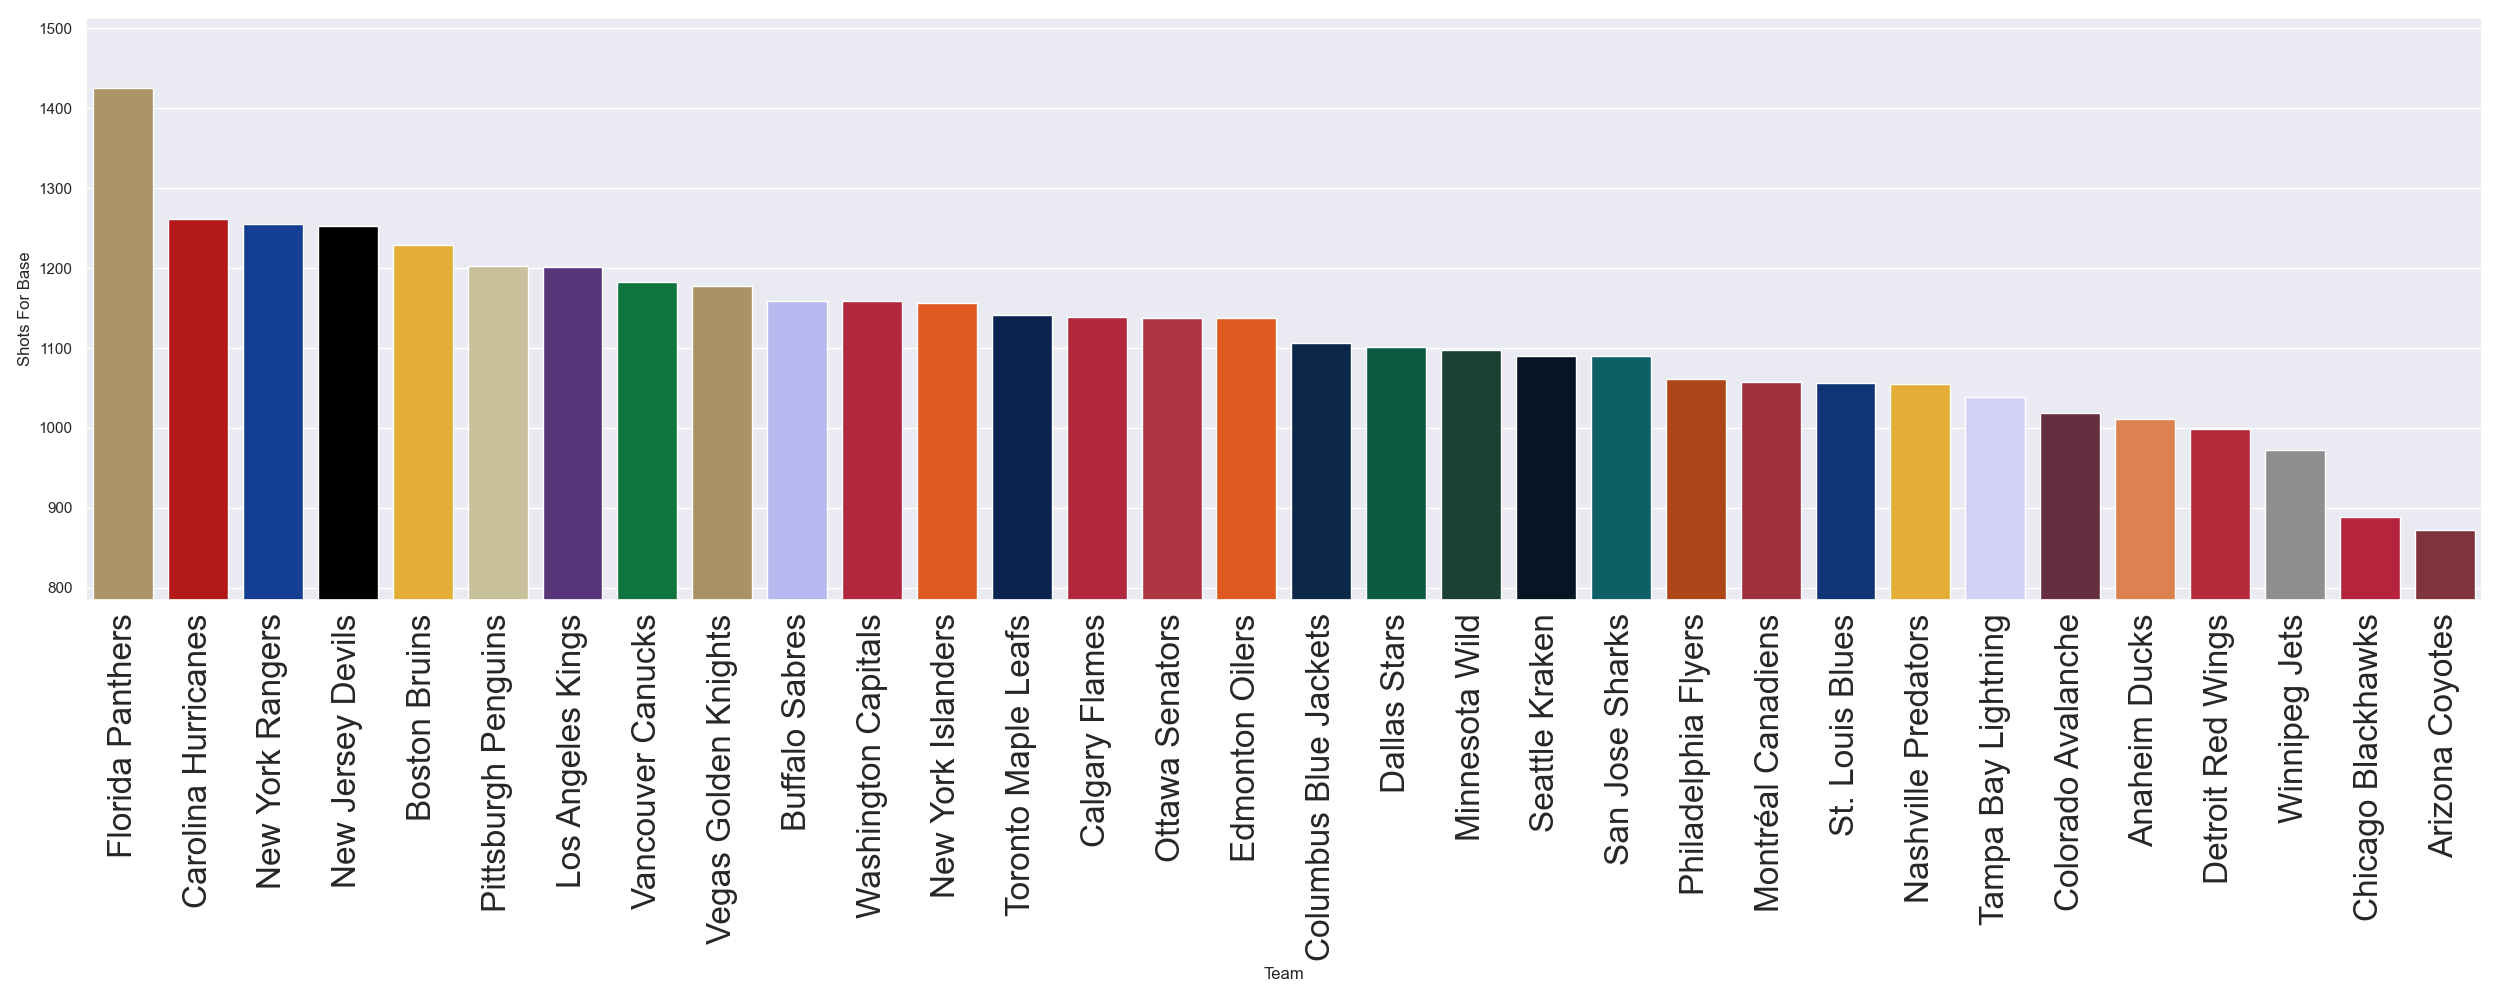 1500
1400
1300
1200
1100
1000
900
800
Shots For Base
Florida Panthers
Carolina Hurricanes
New York Rangers
New Jersey Devils
Boston Bruins
Pittsburgh Penguins
Los Angeles Kings
Vancouver Canucks
Vegas Golden Knights
Buffalo Sabres
Washington Capitals
New York Islanders
Toronto Maple Leafs
Calgary Flames
Ottawa Senators
Edmonton Oilers
Columbus Blue Jackets
Dallas Stars
Minnesota Wild
Seattle Kraken
San Jose Sharks
Philadelphia Flyers
Montréal Canadiens
St. Louis Blues
Nashville Predators
Tampa Bay Lightning
Colorado Avalanche
Anaheim Ducks
Detroit Red Wings
Winnipeg Jets
Chicago Blackhawks
Arizona Coyotes
Team